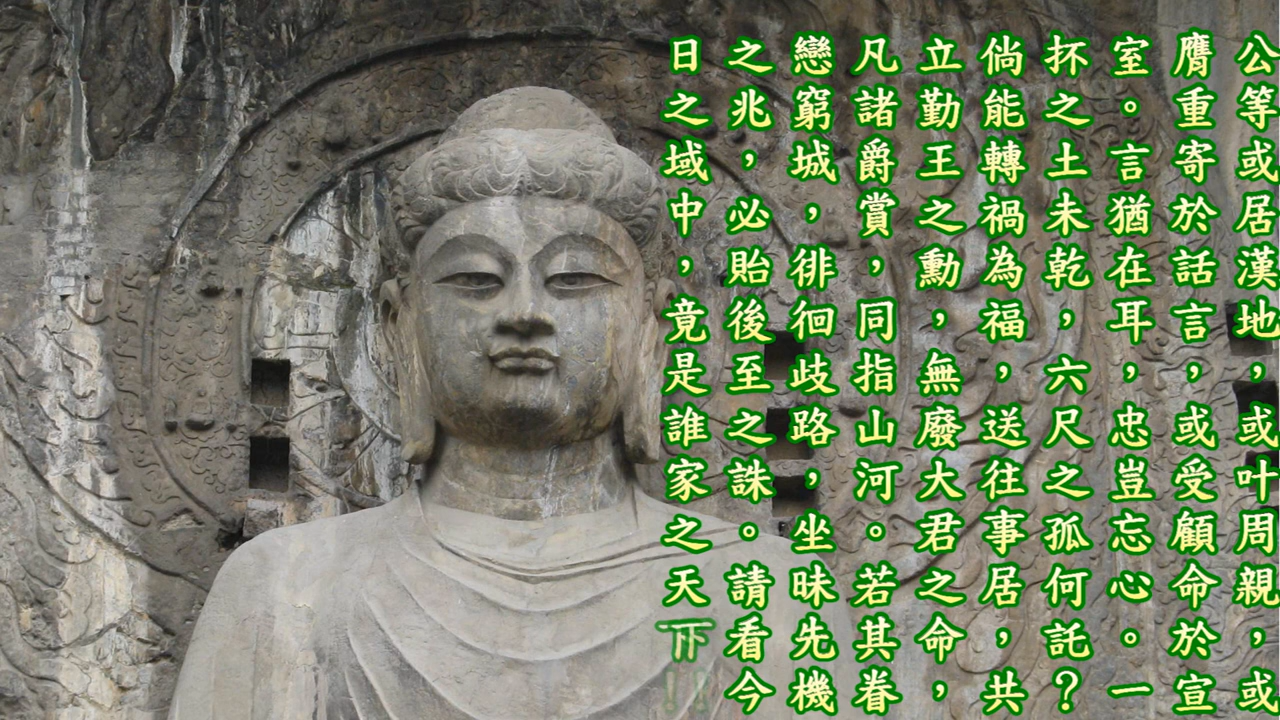 公等或居漢地，或叶周親，或
膺重寄於話言，或受顧命於宣
室。言猶在耳，忠豈忘心。一
抔之土未乾，六尺之孤何託？
倘能轉禍為福，送往事居，共
立勤王之勳，無廢大君之命，
凡諸爵賞，同指山河。若其眷
戀窮城，徘徊歧路，坐昧先機
之兆，必貽後至之誅。請看今
日之域中，竟是誰家之天下！！